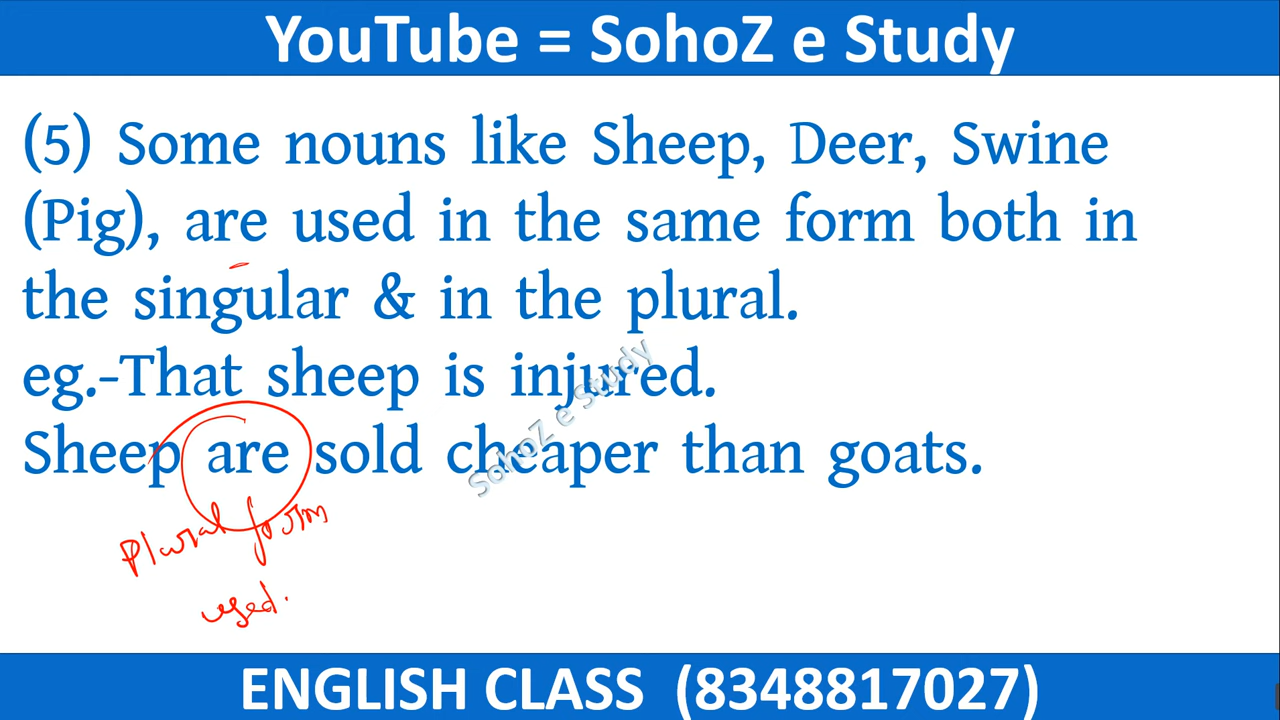 YouTube = SohoZ e Study
(5) Some nouns like Sheep, Deer, Swine
(Pig), are used in the same form both in
the singular & in the plural.
eg.-That sheep is injured.
Sheep are sold cheaper than goats.
SohoZ e Study
Plural form
used.
ENGLISH CLASS (8348817027)